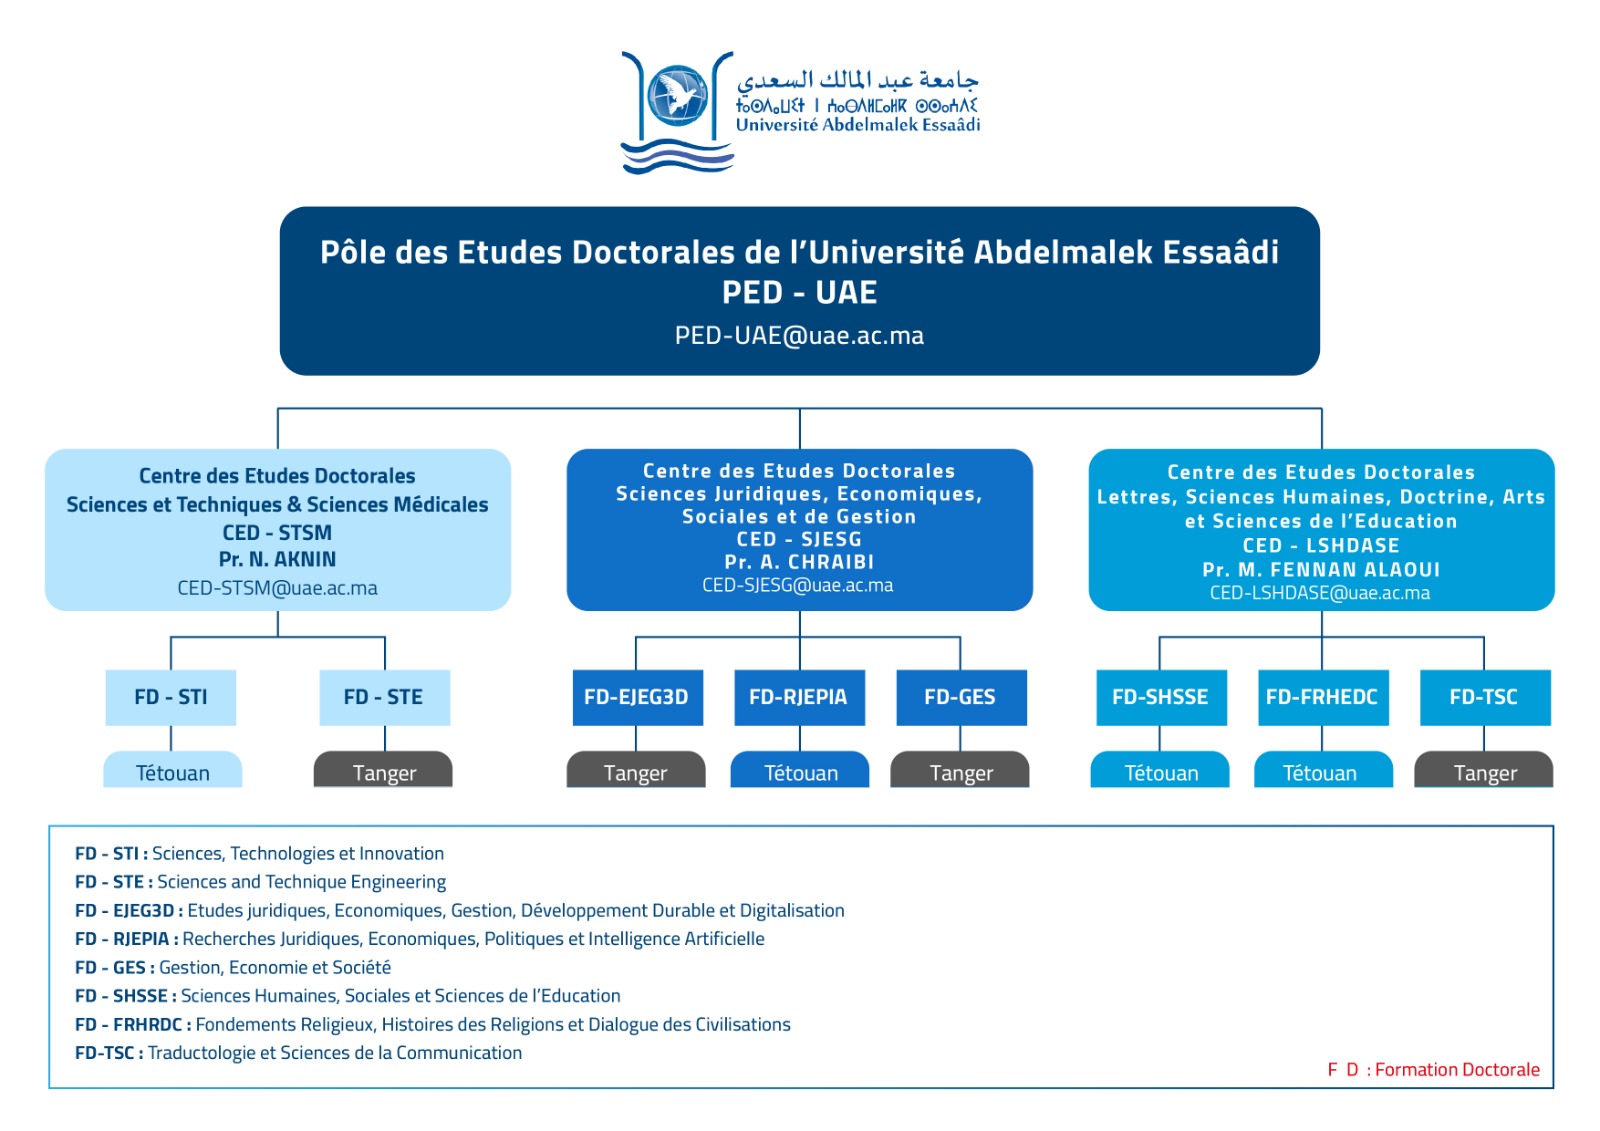 جامعة عبد المالك السعدي
ⵜⴰⵙⴷⴰⵡⵉⵜ ⵏ ⵄⴰⴱⴷⵍⵎⴰⵍⴽ ⵙⵙⴰⵄⴷⵉ
Université Abdelmalek Essaâdi
Pôle des Etudes Doctorales de l’Université Abdelmalek Essaâdi
PED - UAE
PED-UAE@uae.ac.ma
Centre des Etudes Doctorales
Sciences et Techniques & Sciences Médicales
CED - STSM
Pr. N. AKNIN
CED-STSM@uae.ac.ma
Centre des Etudes Doctorales
Sciences Juridiques, Economiques,
Sociales et de Gestion
CED - SJESG
Pr. A. CHRAIBI
CED-SJESG@uae.ac.ma
Centre des Etudes Doctorales
Lettres, Sciences Humaines, Doctrine, Arts
et Sciences de l’Education
CED - LSHDASE
Pr. M. FENNAN ALAOUI
CED-LSHDASE@uae.ac.ma
FD - STI
FD - STE
FD-EJEG3D
FD-RJEPIA
FD-GES
FD-SHSSE
FD-FRHEDC
FD-TSC
Tétouan
Tanger
Tanger
Tétouan
Tanger
Tétouan
Tétouan
Tanger
FD - STI : Sciences, Technologies et Innovation
FD - STE : Sciences and Technique Engineering
FD - EJEG3D : Etudes juridiques, Economiques, Gestion, Développement Durable et Digitalisation
FD - RJEPIA : Recherches Juridiques, Economiques, Politiques et Intelligence Artificielle
FD - GES : Gestion, Economie et Société
FD - SHSSE : Sciences Humaines, Sociales et Sciences de l’Education
FD - FRHRDC : Fondements Religieux, Histoires des Religions et Dialogue des Civilisations
FD-TSC : Traductologie et Sciences de la Communication
F D : Formation Doctorale